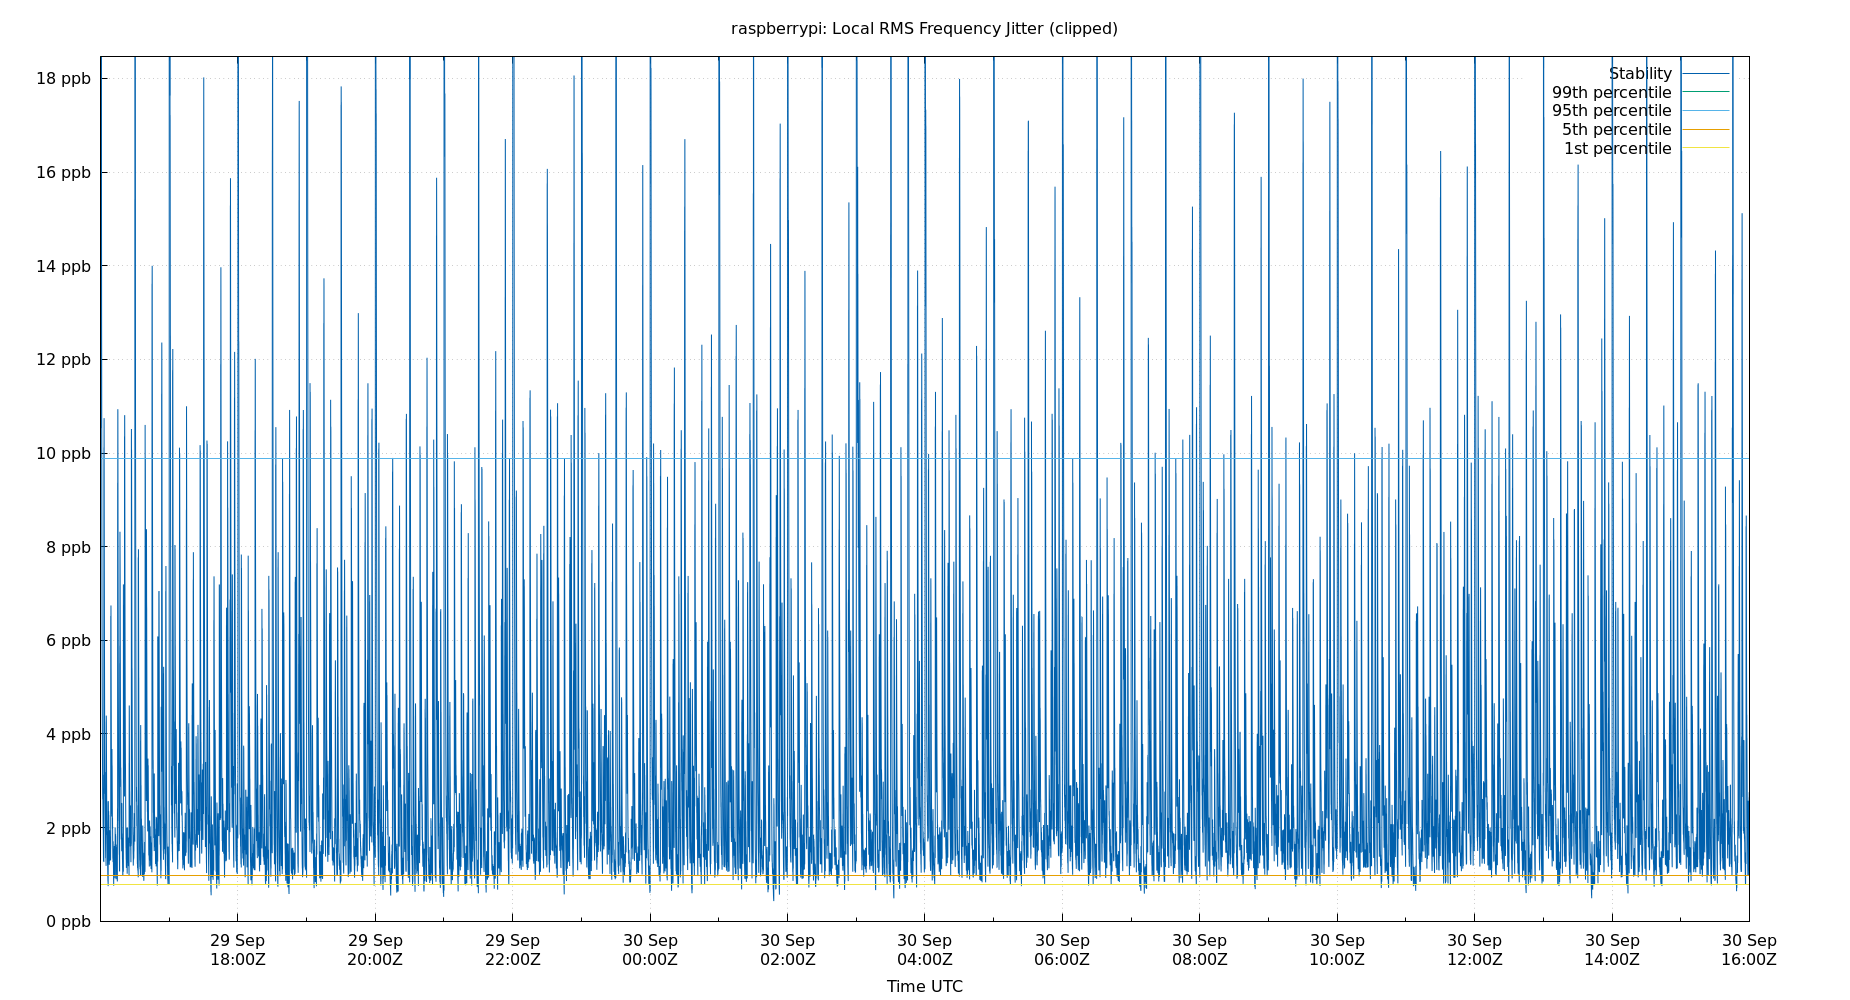 raspberrypi: Local RMS Frequency Jitter (clipped)
18 ppb
16 ppb
14 ppb
12 ppb
10 ppb
8 ppb
6 ppb
4 ppb
2 ppb
0 ppb
Stability
99th percentile
95th percentile
5th percentile
1st percentile
29 Sep 29 Sep 29 Sep 30 Sep 30 Sep 30 Sep 30 Sep 30 Sep 30 Sep 30 Sep 30 Sep 30 Sep
18:00Z 20:00Z 22:00Z 00:00Z 02:00Z 04:00Z 06:00Z 08:00Z 10:00Z 12:00Z 14:00Z 16:00Z
Time UTC